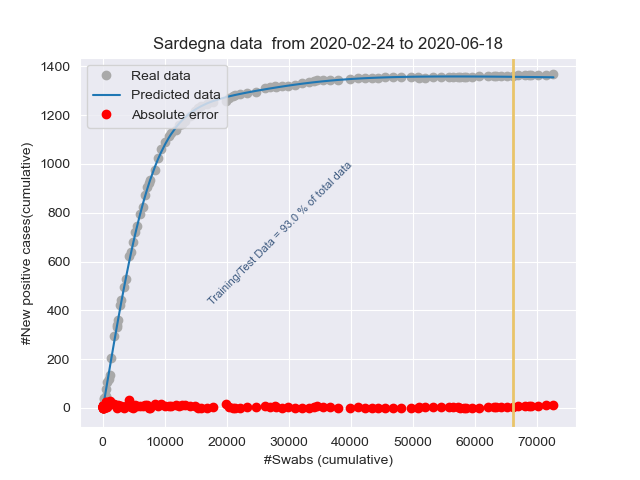 Sardegna data  from 2020-02-24 to 2020-06-18
1400
1200
1000
800
600
400
200
0
#New positive cases(cumulative)
Real data
Predicted data
Absolute error
Training/Test Data = 93.0 % of total data
0
10000
20000
30000
40000
50000
60000
70000
#Swabs (cumulative)